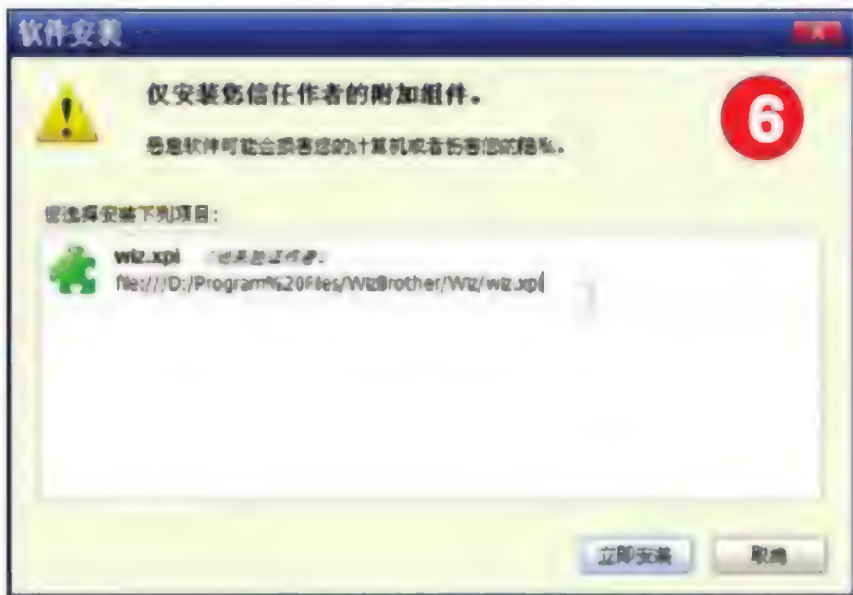 软件安装
仅安装您信任作者的附加组件。
6
恶意软件可能会损害您的计算机或者伤害您的隐私。
您选择安装下列项目:
wiz.xpi
file:///D:/Program%20Files/WizBrother/Wiz/wiz.xpi
立即安装
取消